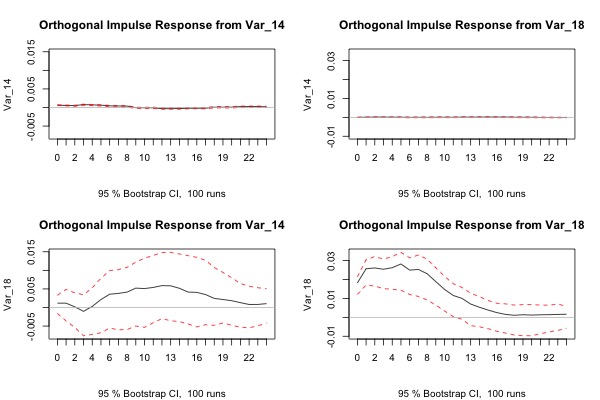 Orthogonal Impulse Response from Var_14
Var_14
-0.005 0.005 0.015
0 2 4 6 8 10 13 16 19 22
95 % Bootstrap CI, 100 runs
Orthogonal Impulse Response from Var_18
Var_14
-0.01 0.01 0.03
0 2 4 6 8 10 13 16 19 22
95 % Bootstrap CI, 100 runs
Orthogonal Impulse Response from Var_14
Var_18
-0.005 0.005 0.015
0 2 4 6 8 10 13 16 19 22
95 % Bootstrap CI, 100 runs
Orthogonal Impulse Response from Var_18
Var_18
-0.01 0.01 0.03
0 2 4 6 8 10 13 16 19 22
95 % Bootstrap CI, 100 runs